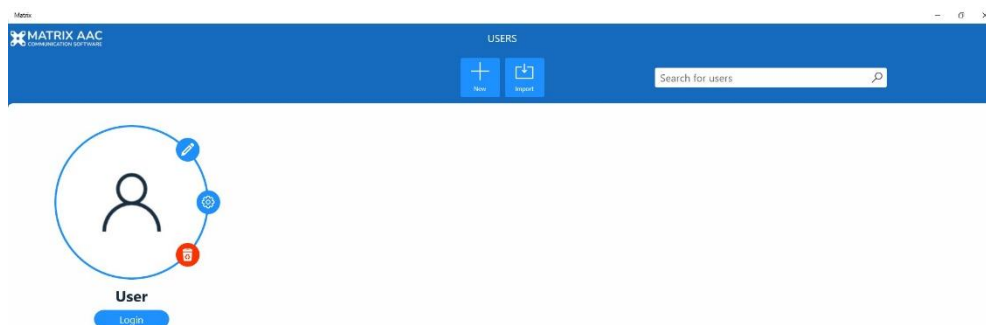 Matrix
MATRIX AAC
COMMUNICATION SOFTWARE
USERS
New
Import
Search for users
User
Login